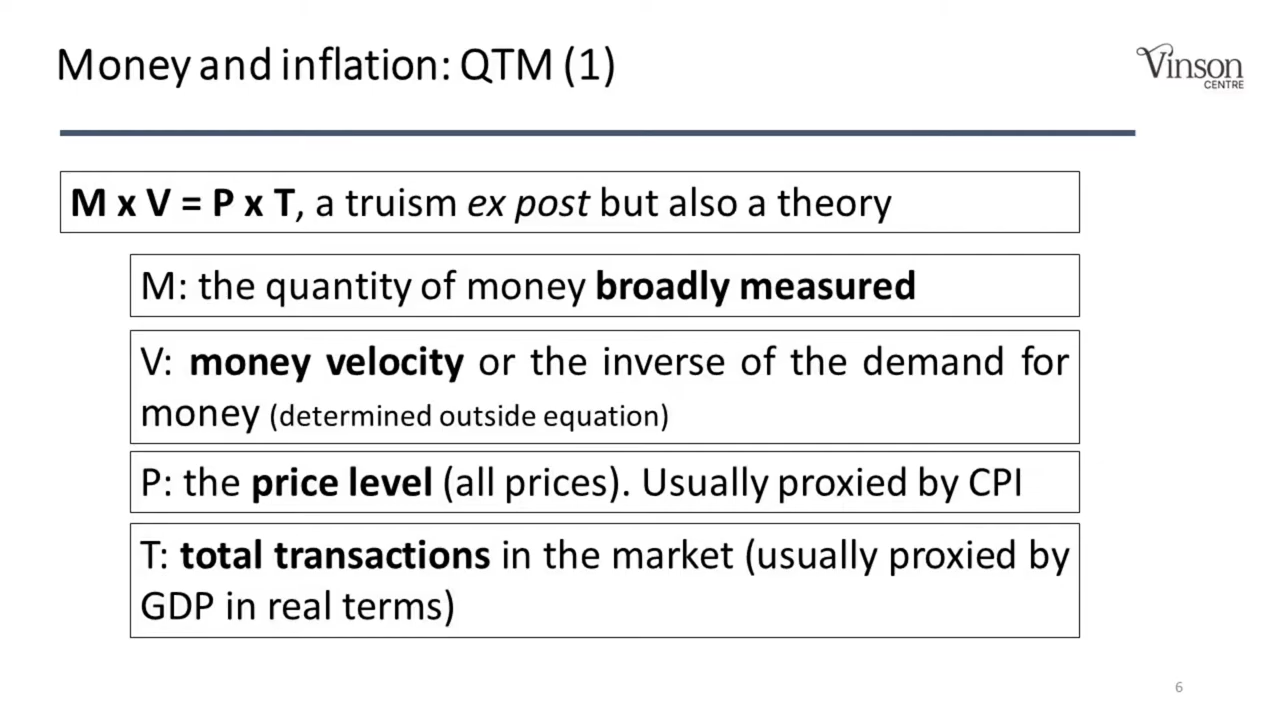 Money and inflation: QTM (1)
Vinson
CENTRE
M x V = P x T, a truism ex post but also a theory
M: the quantity of money broadly measured
V: money velocity or the inverse of the demand for
money (determined outside equation)
P: the price level (all prices). Usually proxied by CPI
T: total transactions in the market (usually proxied by
GDP in real terms)
6